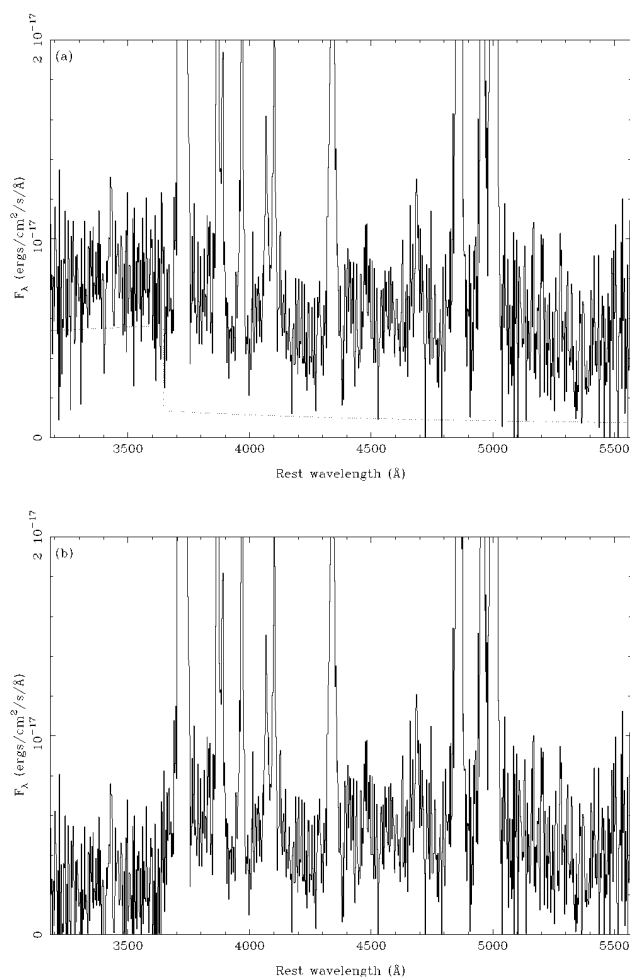 (a)
2 10⁻¹⁷
10⁻¹⁷
0
F_λ (ergs/cm²/s/Å)
3500 4000 4500 5000 5500
Rest wavelength (Å)
(b)
2 10⁻¹⁷
10⁻¹⁷
0
F_λ (ergs/cm²/s/Å)
3500 4000 4500 5000 5500
Rest wavelength (Å)